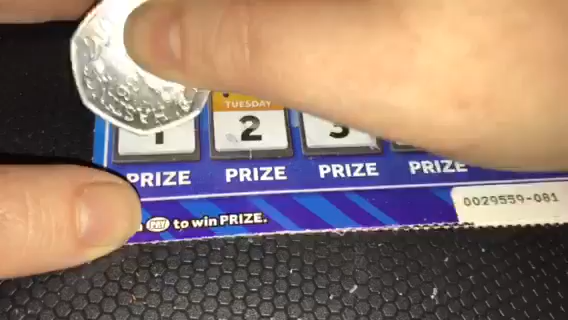 TUESDAY
1 2 3
PRIZE PRIZE PRIZE PRIZE
PAY to win PRIZE.
0029559-081